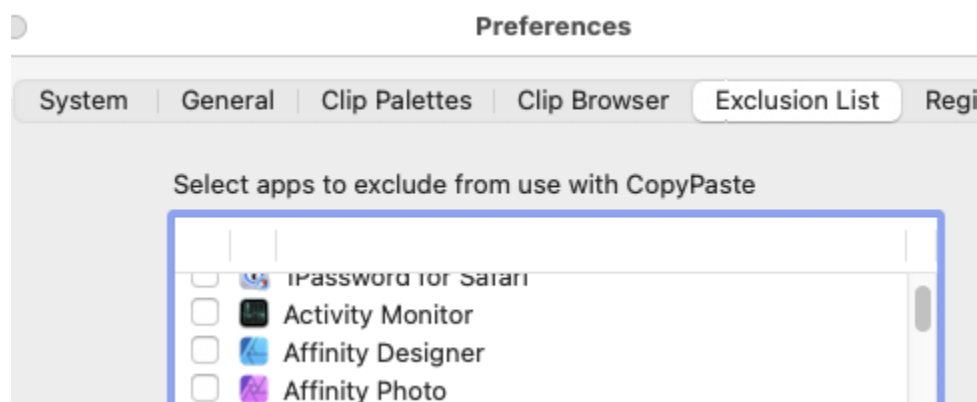 Preferences
System General Clip Palettes Clip Browser Exclusion List Regi
Select apps to exclude from use with CopyPaste
1Password for Safari
Activity Monitor
Affinity Designer
Affinity Photo